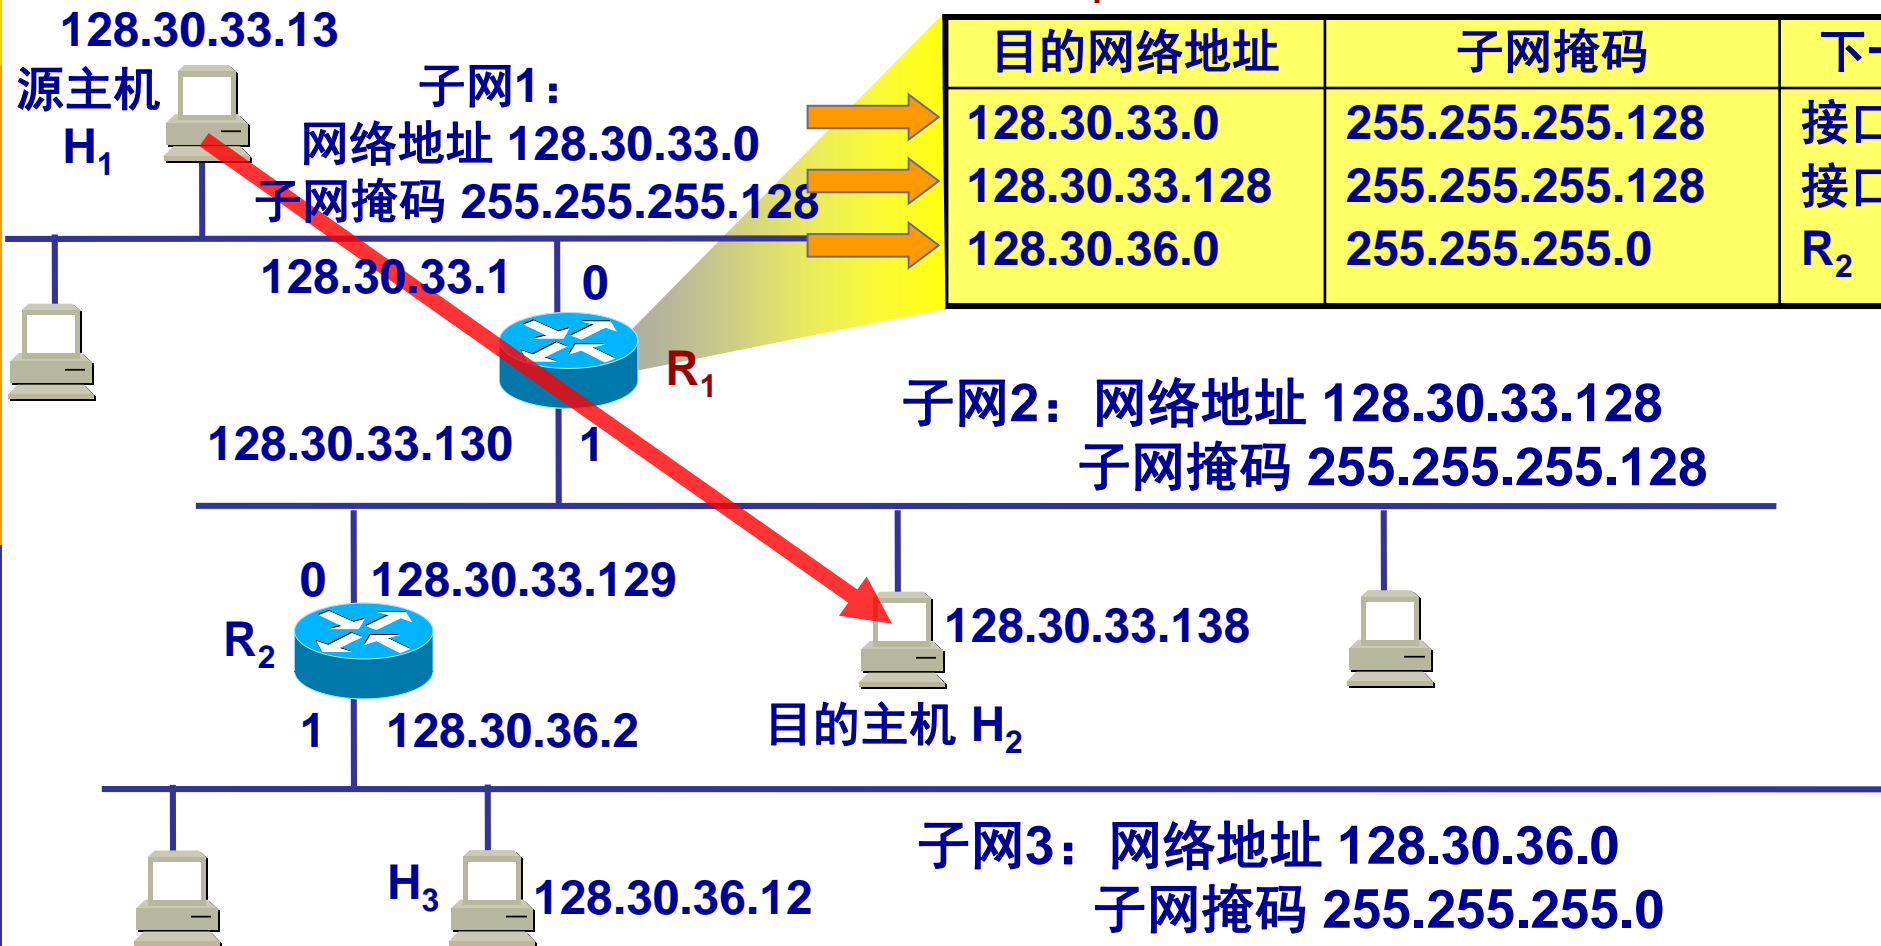 128.30.33.13
源主机
H1
子网1：
网络地址 128.30.33.0
子网掩码 255.255.255.128
目的网络地址 子网掩码 下
128.30.33.0 255.255.255.128 接口
128.30.33.128 255.255.255.128 接口
128.30.36.0 255.255.255.0 R2
128.30.33.1 0
R1
128.30.33.130 1
子网2：网络地址 128.30.33.128
子网掩码 255.255.255.128
0 128.30.33.129
R2
128.30.33.138
1 128.30.36.2
目的主机 H2
子网3：网络地址 128.30.36.0
子网掩码 255.255.255.0
H3 128.30.36.12